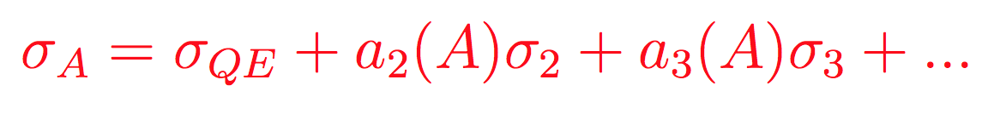 σ_A = σ_{QE} + a_2(A)σ_2 + a_3(A)σ_3 + ...